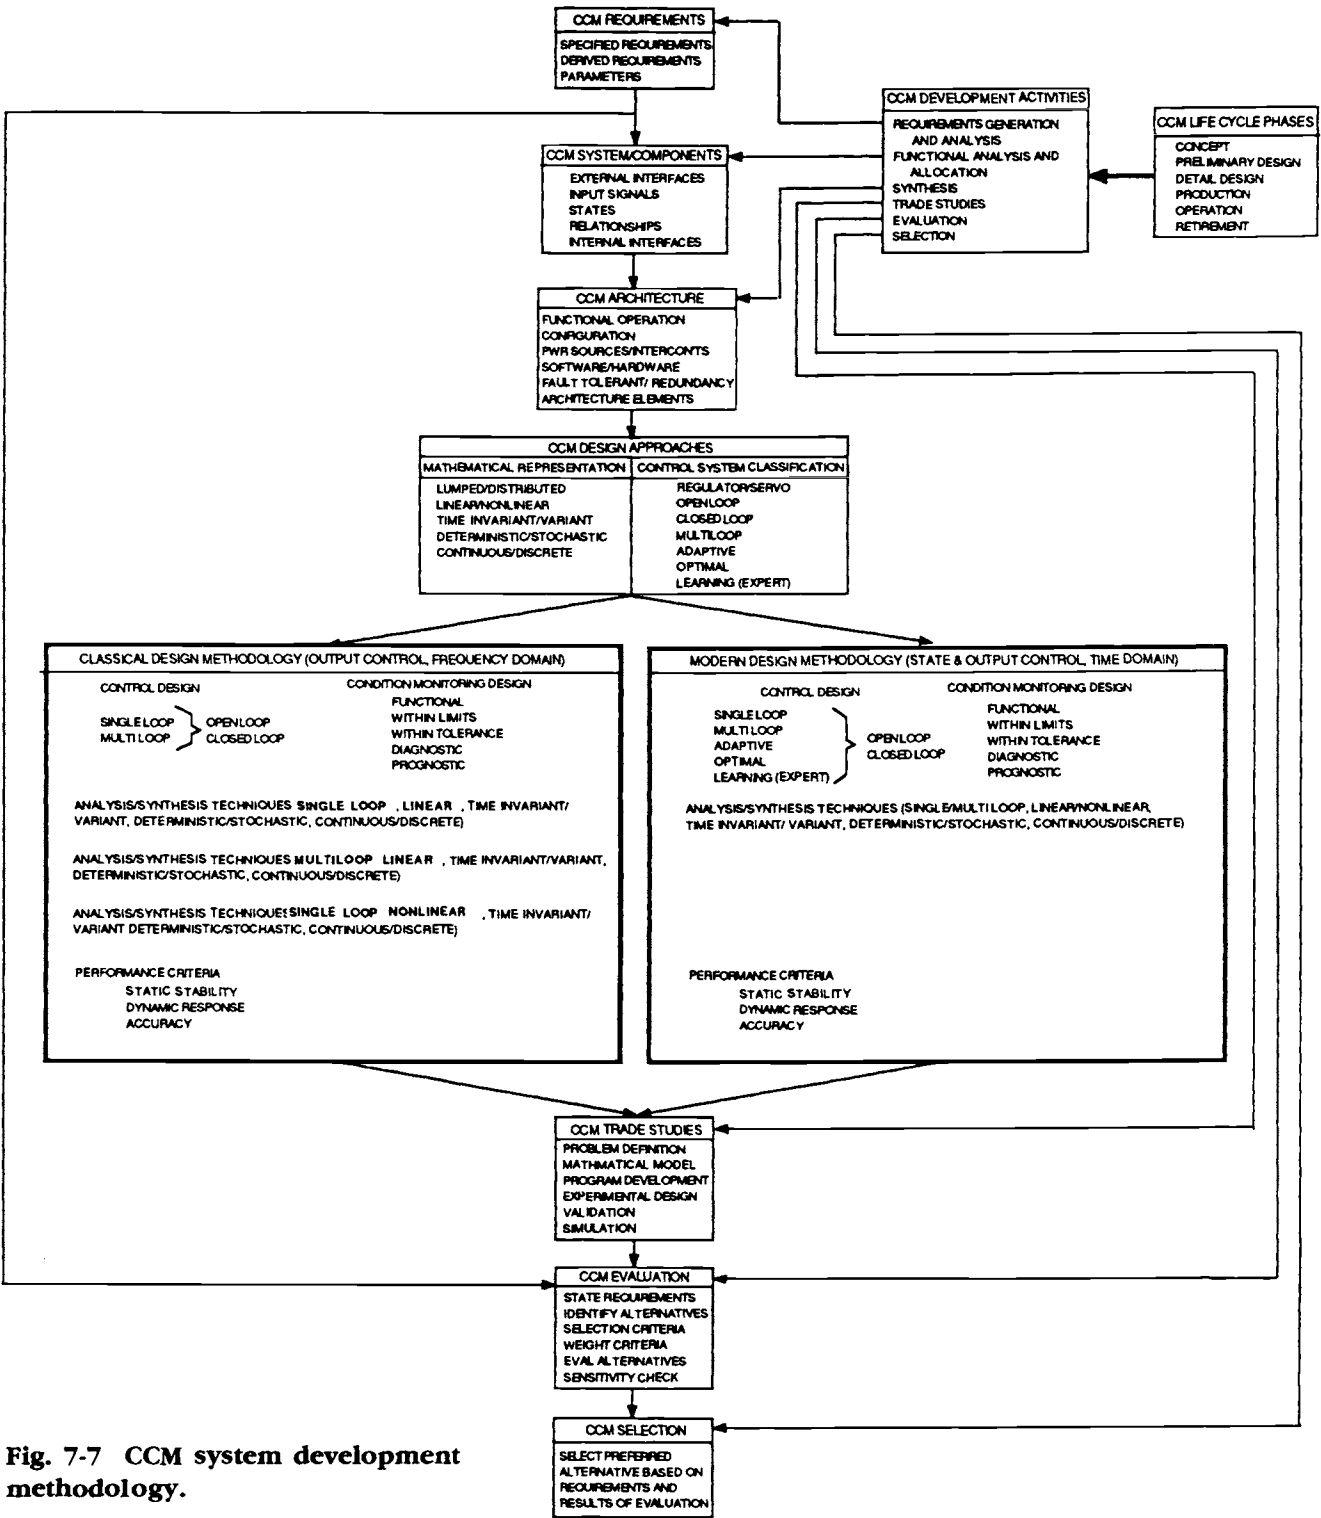 CCM REQUIREMENTS
SPECIFIED REQUIREMENTS
DERIVED REQUIREMENTS
PARAMETERS
CCM DEVELOPMENT ACTIVITIES
REQUIREMENTS GENERATION
AND ANALYSIS
FUNCTIONAL ANALYSIS AND
ALLOCATION
SYNTHESIS
TRADE STUDIES
EVALUATION
SELECTION
CCM LIFE CYCLE PHASES
CONCEPT
PRELIMINARY DESIGN
DETAIL DESIGN
PRODUCTION
OPERATION
RETIREMENT
CCM SYSTEM/COMPONENTS
EXTERNAL INTERFACES
INPUT SIGNALS
STATES
RELATIONSHIPS
INTERNAL INTERFACES
CCM ARCHITECTURE
FUNCTIONAL OPERATION
CONFIGURATION
PWR SOURCES/INTERCONTS
SOFTWARE/HARDWARE
FAULT TOLERANT/ REDUNDANCY
ARCHITECTURE ELEMENTS
CCM DESIGN APPROACHES
MATHEMATICAL REPRESENTATION
LUMPED/DISTRIBUTED
LINEAR/NONLINEAR
TIME INVARIANT/VARIANT
DETERMINISTIC/STOCHASTIC
CONTINUOUS/DISCRETE
CONTROL SYSTEM CLASSIFICATION
REGULATOR/SERVO
OPEN LOOP
CLOSED LOOP
MULTILOOP
ADAPTIVE
OPTIMAL
LEARNING (EXPERT)
CLASSICAL DESIGN METHODOLOGY (OUTPUT CONTROL, FREQUENCY DOMAIN)
CONTROL DESIGN
SINGLE LOOP
MULTI LOOP
OPEN LOOP
CLOSED LOOP
CONDITION MONITORING DESIGN
FUNCTIONAL
WITHIN LIMITS
WITHIN TOLERANCE
DIAGNOSTIC
PROGNOSTIC
ANALYSIS/SYNTHESIS TECHNIQUES SINGLE LOOP , LINEAR , TIME INVARIANT/
VARIANT, DETERMINISTIC/STOCHASTIC, CONTINUOUS/DISCRETE)
ANALYSIS/SYNTHESIS TECHNIQUES MULTILOOP LINEAR , TIME INVARIANT/VARIANT,
DETERMINISTIC/STOCHASTIC, CONTINUOUS/DISCRETE)
ANALYSIS/SYNTHESIS TECHNIQUES SINGLE LOOP NONLINEAR , TIME INVARIANT/
VARIANT DETERMINISTIC/STOCHASTIC, CONTINUOUS/DISCRETE)
PERFORMANCE CRITERIA
STATIC STABILITY
DYNAMIC RESPONSE
ACCURACY
MODERN DESIGN METHODOLOGY (STATE & OUTPUT CONTROL, TIME DOMAIN)
CONTROL DESIGN
SINGLE LOOP
MULTI LOOP
ADAPTIVE
OPTIMAL
LEARNING (EXPERT)
OPEN LOOP
CLOSED LOOP
CONDITION MONITORING DESIGN
FUNCTIONAL
WITHIN LIMITS
WITHIN TOLERANCE
DIAGNOSTIC
PROGNOSTIC
ANALYSIS/SYNTHESIS TECHNIQUES (SINGLE/MULTI LOOP, LINEAR/NONLINEAR,
TIME INVARIANT/ VARIANT, DETERMINISTIC/STOCHASTIC, CONTINUOUS/DISCRETE)
PERFORMANCE CRITERIA
STATIC STABILITY
DYNAMIC RESPONSE
ACCURACY
CCM TRADE STUDIES
PROBLEM DEFINITION
MATHMATICAL MODEL
PROGRAM DEVELOPMENT
EXPERIMENTAL DESIGN
VALIDATION
SIMULATION
CCM EVALUATION
STATE REQUIREMENTS
IDENTIFY ALTERNATIVES
SELECTION CRITERIA
WEIGHT CRITERIA
EVAL ALTERNATIVES
SENSITIVITY CHECK
CCM SELECTION
SELECT PREFERRED
ALTERNATIVE BASED ON
REQUIREMENTS AND
RESULTS OF EVALUATION
Fig. 7-7 CCM system development
methodology.